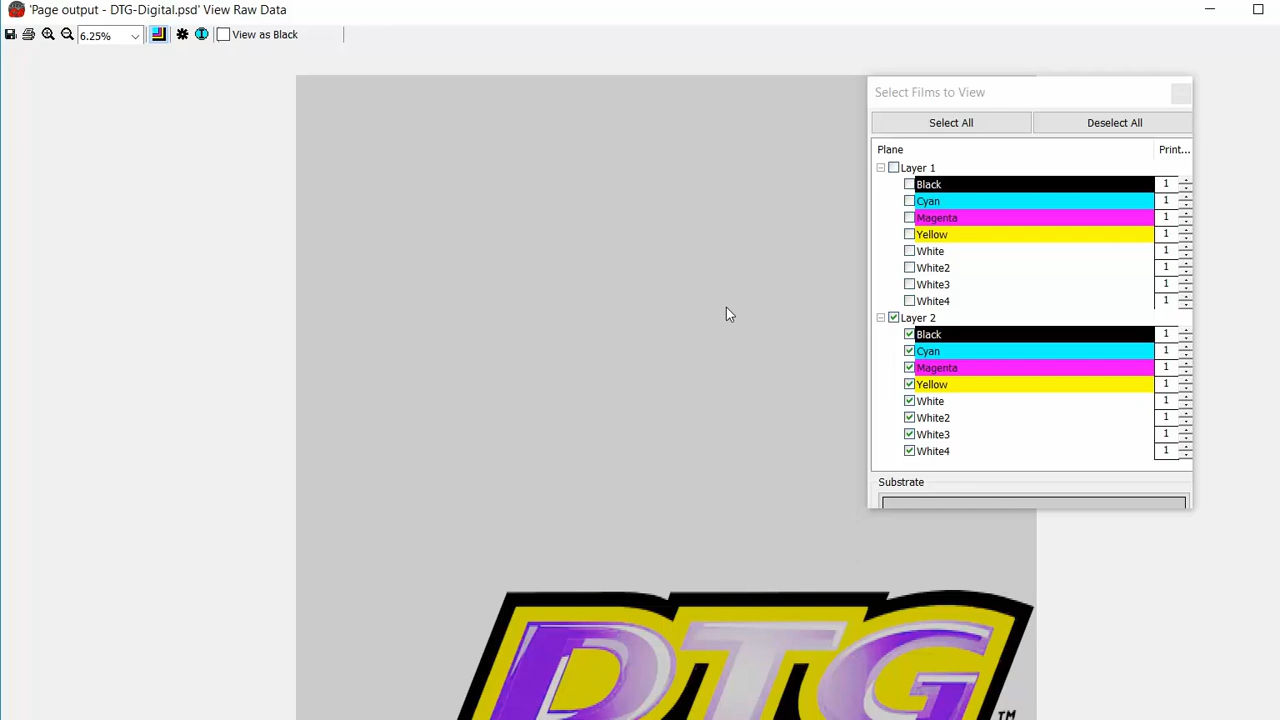 'Page output - DTG-Digital.psd' View Raw Data
6.25%
View as Black
Select Films to View
Select All
Deselect All
Plane
Print...
Layer 1
Black
1
Cyan
1
Magenta
1
Yellow
1
White
1
White2
1
White3
1
White4
1
Layer 2
Black
1
Cyan
1
Magenta
1
Yellow
1
White
1
White2
1
White3
1
White4
1
Substrate
DTG
TM